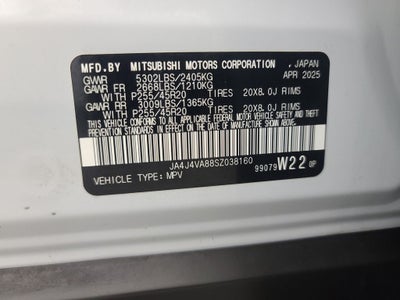 MFD.BY MITSUBISHI MOTORS CORPORATION , JAPAN
GVWR 5302LBS/2405KG APR 2025
GAWR FR 2668LBS/1210KG
WITH P255/45R20 TIRES 20X8.0J RIMS
GAWR RR 3009LBS/1365KG
WITH P255/45R20 TIRES 20X8.0J RIMS
THIS VEHICLE CONFORMS TO ALL APPLICABLE
FEDERAL MOTOR VEHICLE SAFETY AND THEFT
PREVENTION STANDARDS IN EFFECT ON THE DATE OF
MANUFACTURE SHOWN ABOVE.
JA4J4VA88SZ038160
99079 W22 0P
VEHICLE TYPE: MPV